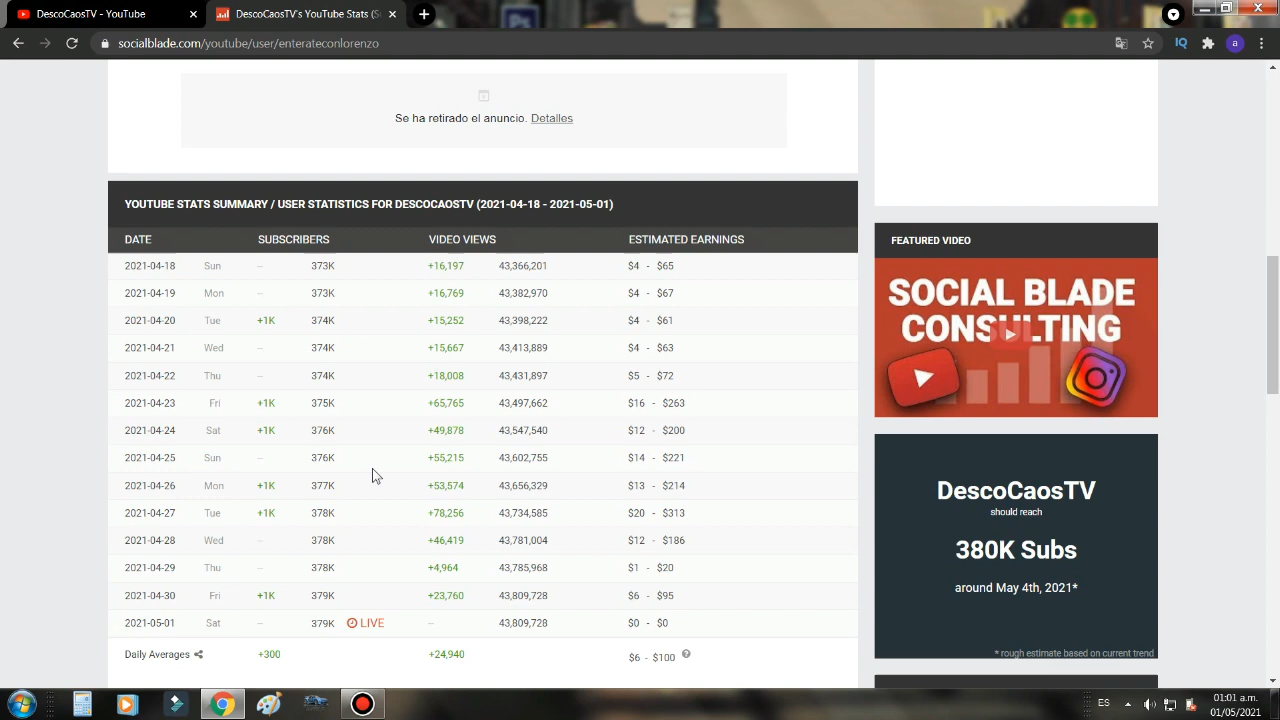 DescoCaosTV - YouTube
DescoCaosTV's YouTube Stats (S
socialblade.com/youtube/user/enterateconlorenzo
IQ
a
Se ha retirado el anuncio. Detalles
YOUTUBE STATS SUMMARY / USER STATISTICS FOR DESCOCAOSTV (2021-04-18 - 2021-05-01)
DATE SUBSCRIBERS VIDEO VIEWS ESTIMATED EARNINGS
2021-04-18 Sun -- 373K +16,197 43,366,201 $4 - $65
2021-04-19 Mon -- 373K +16,769 43,382,970 $4 - $67
2021-04-20 Tue +1K 374K +15,252 43,398,222 $4 - $61
2021-04-21 Wed -- 374K +15,667 43,413,889 $4 - $63
2021-04-22 Thu -- 374K +18,008 43,431,897 $5 - $72
2021-04-23 Fri +1K 375K +65,765 43,497,662 $16 - $263
2021-04-24 Sat +1K 376K +49,878 43,547,540 $12 - $200
2021-04-25 Sun -- 376K +55,215 43,602,755 $14 - $221
2021-04-26 Mon +1K 377K +53,574 43,656,329 $13 - $214
2021-04-27 Tue +1K 378K +78,256 43,734,585 $20 - $313
2021-04-28 Wed -- 378K +46,419 43,781,004 $12 - $186
2021-04-29 Thu -- 378K +4,964 43,785,968 $1 - $20
2021-04-30 Fri +1K 379K +23,760 43,809,728 $6 - $95
2021-05-01 Sat -- 379K LIVE -- 43,809,728 $0 - $0
Daily Averages +300 +24,940 $6 - $100
FEATURED VIDEO
SOCIAL BLADE
CONSULTING
DescoCaosTV
should reach
380K Subs
around May 4th, 2021*
* rough estimate based on current trend
ES
01:01 a.m.
01/05/2021